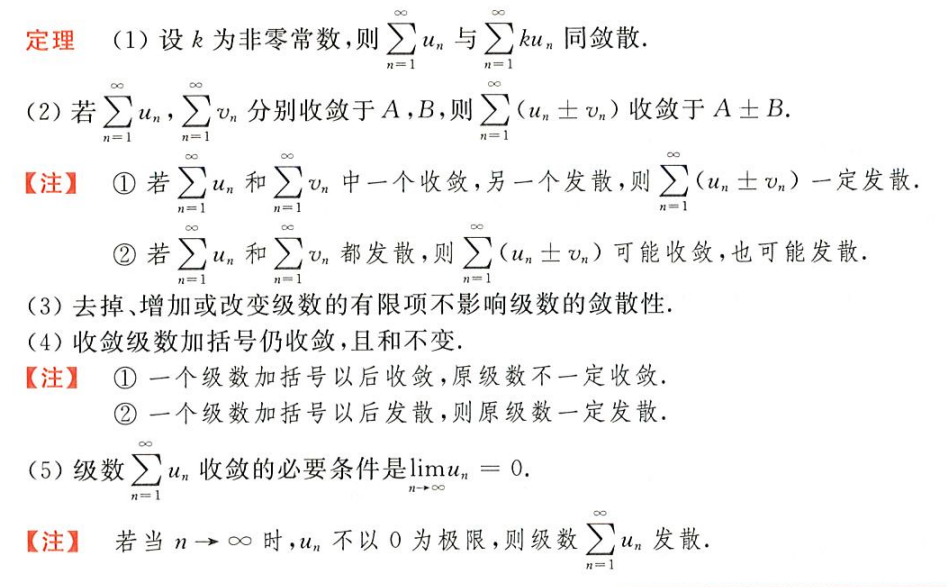 定理 (1) 设 k 为非零常数,则 $\sum_{n=1}^{\infty} u_n$ 与 $\sum_{n=1}^{\infty} ku_n$ 同敛散.
(2) 若 $\sum_{n=1}^{\infty} u_n$, $\sum_{n=1}^{\infty} v_n$ 分别收敛于 A,B,则 $\sum_{n=1}^{\infty} (u_n \pm v_n)$ 收敛于 A ± B.
【注】 ① 若 $\sum_{n=1}^{\infty} u_n$ 和 $\sum_{n=1}^{\infty} v_n$ 中一个收敛,另一个发散,则 $\sum_{n=1}^{\infty} (u_n \pm v_n)$ 一定发散.
② 若 $\sum_{n=1}^{\infty} u_n$ 和 $\sum_{n=1}^{\infty} v_n$ 都发散,则 $\sum_{n=1}^{\infty} (u_n \pm v_n)$ 可能收敛,也可能发散.
(3) 去掉、增加或改变级数的有限项不影响级数的敛散性.
(4) 收敛级数加括号仍收敛,且和不变.
【注】 ① 一个级数加括号以后收敛,原级数不一定收敛.
② 一个级数加括号以后发散,则原级数一定发散.
(5) 级数 $\sum_{n=1}^{\infty} u_n$ 收敛的必要条件是 $\lim_{n \to \infty} u_n = 0$.
【注】 若当 n → ∞ 时,$u_n$ 不以 0 为极限,则级数 $\sum_{n=1}^{\infty} u_n$ 发散.